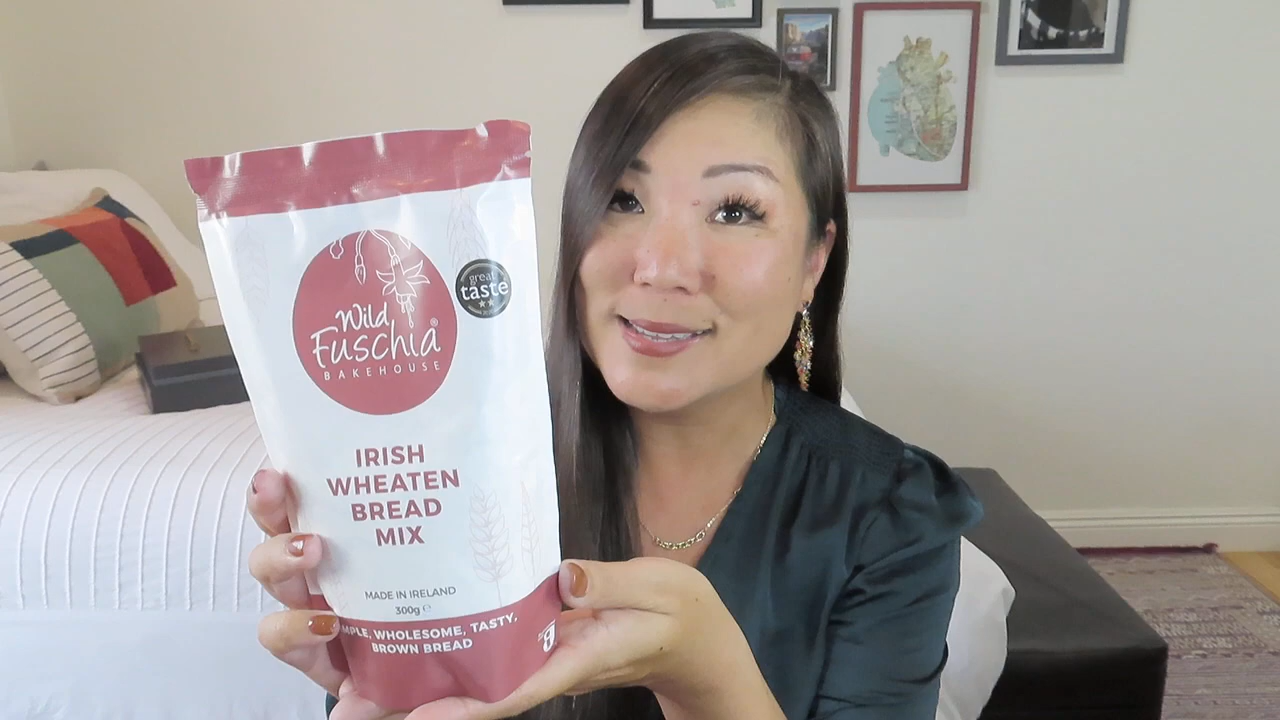 Wild
Fuschia®
BAKEHOUSE
great
taste
IRISH
WHEATEN
BREAD
MIX
MADE IN IRELAND
300g ℮
MPLE, WHOLESOME, TASTY,
BROWN BREAD